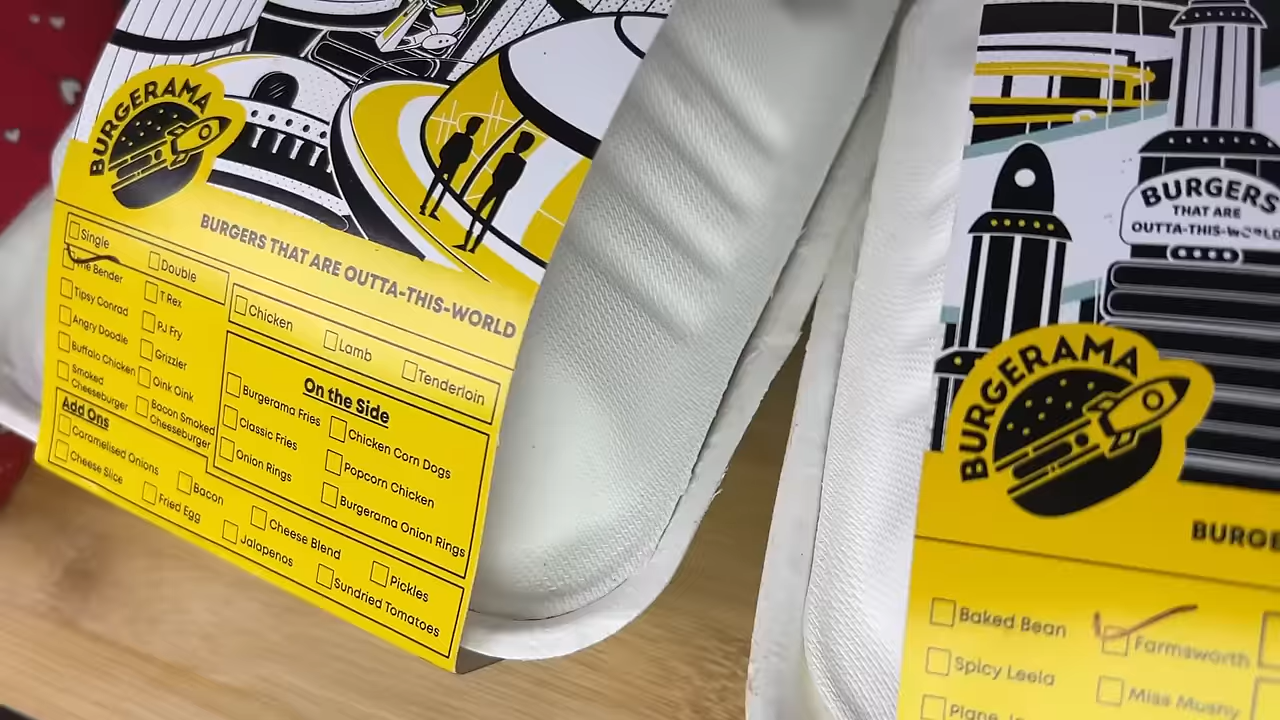 BURGERAMA
BURGERS THAT ARE OUTTA-THIS-WORLD
Single
Double
The Bender
T Rex
Tipsy Conrad
PJ Fry
Angry Doodle
Grizzler
Buffalo Chicken
Oink Oink
Smoked
Cheeseburger
Bacon Smoked
Cheeseburger
Chicken
Lamb
Tenderloin
On the Side
Burgerama Fries
Chicken Corn Dogs
Classic Fries
Popcorn Chicken
Onion Rings
Burgerama Onion Rings
Add Ons
Caramelised Onions
Bacon
Cheese Blend
Pickles
Cheese Slice
Fried Egg
Jalapenos
Sundried Tomatoes
BURGERS
THAT ARE
OUTTA-THIS-WORLD
BURGERAMA
Baked Bean
Farmsworth
Spicy Leela
Miss Mushy